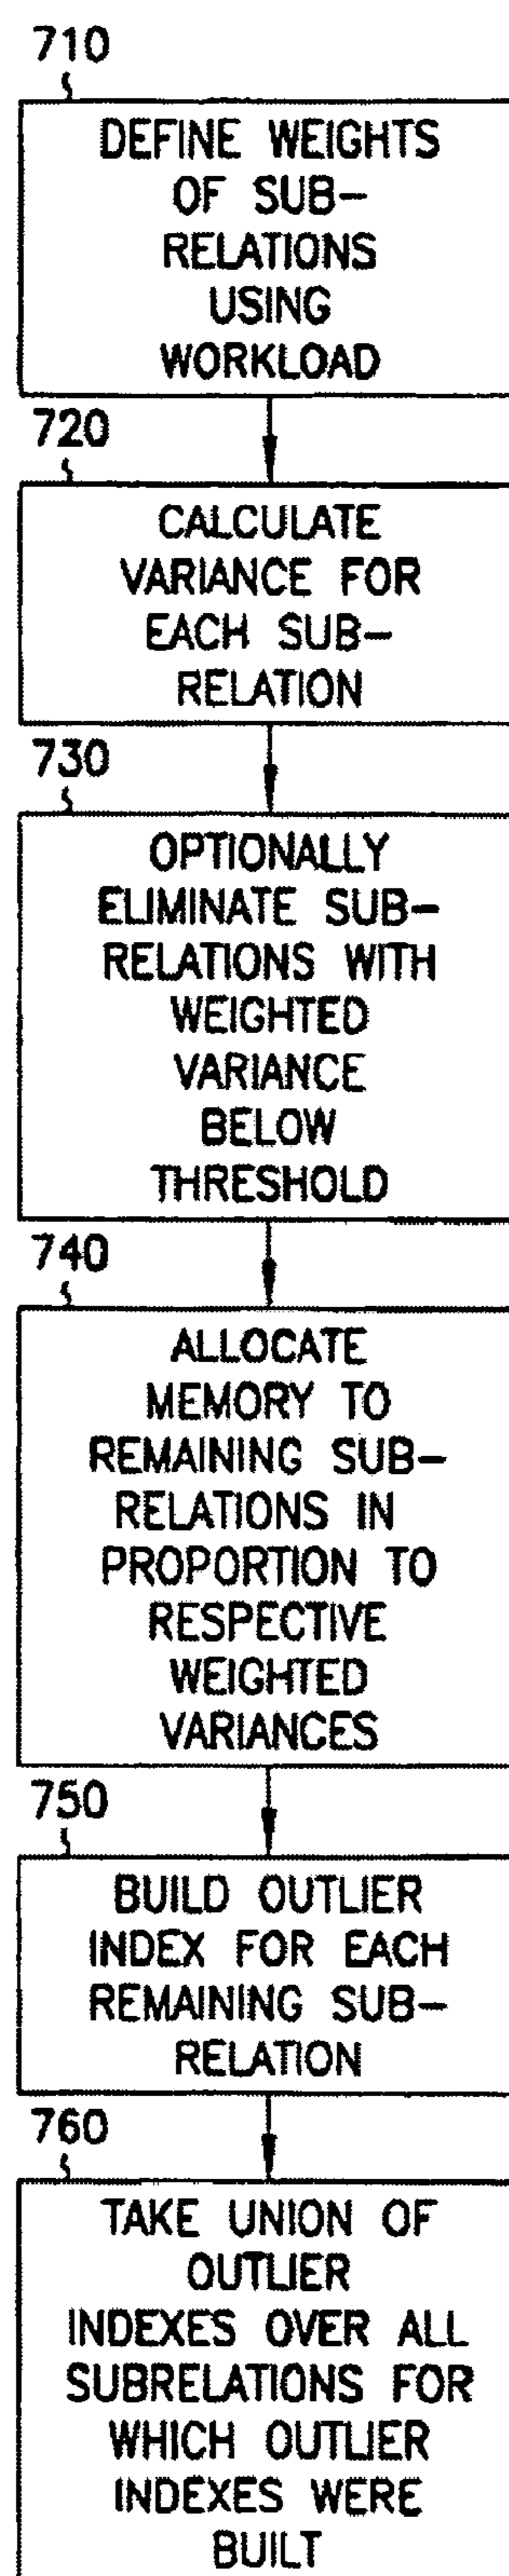 710
DEFINE WEIGHTS
OF SUB-
RELATIONS
USING
WORKLOAD
720
CALCULATE
VARIANCE FOR
EACH SUB-
RELATION
730
OPTIONALLY
ELIMINATE SUB-
RELATIONS WITH
WEIGHTED
VARIANCE
BELOW
THRESHOLD
740
ALLOCATE
MEMORY TO
REMAINING SUB-
RELATIONS IN
PROPORTION TO
RESPECTIVE
WEIGHTED
VARIANCES
750
BUILD OUTLIER
INDEX FOR EACH
REMAINING SUB-
RELATION
760
TAKE UNION OF
OUTLIER
INDEXES OVER ALL
SUBRELATIONS FOR
WHICH OUTLIER
INDEXES WERE
BUILT